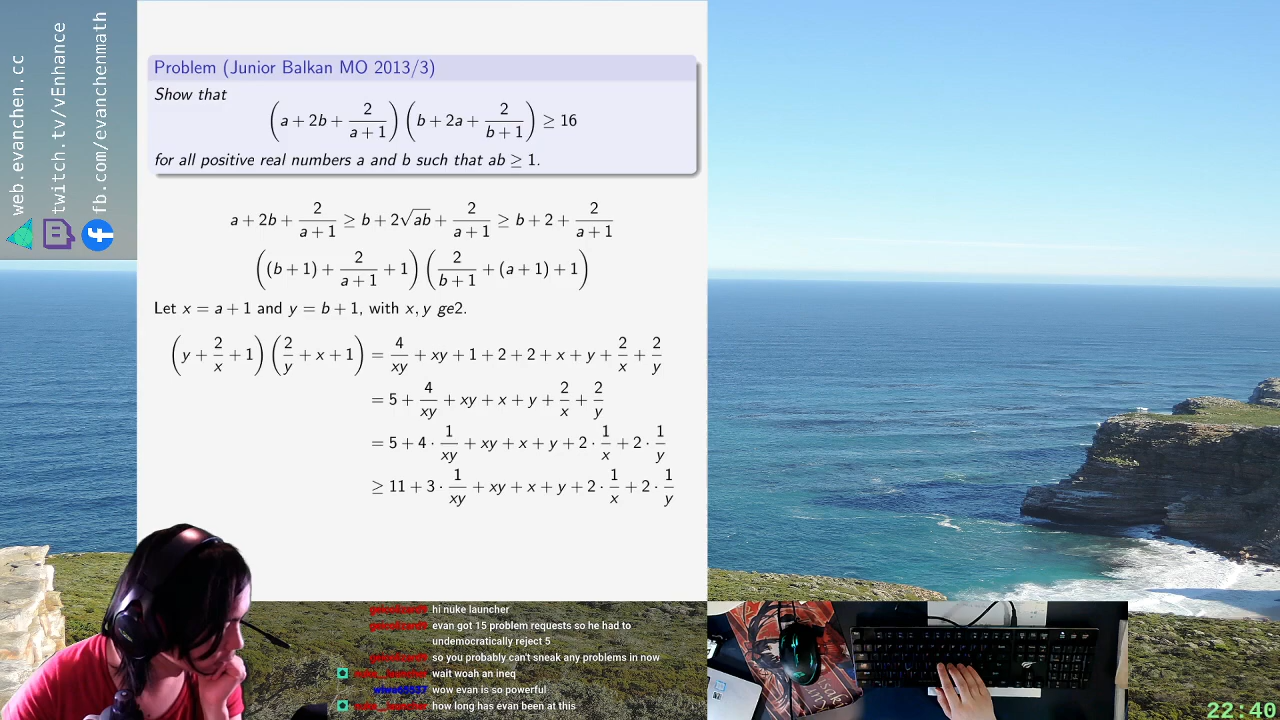 web.evanchen.cc
twitch.tv/vEnhance
fb.com/evanchenmath
Problem (Junior Balkan MO 2013/3)
Show that
(a + 2b + 2/(a+1)) (b + 2a + 2/(b+1)) ≥ 16
for all positive real numbers a and b such that ab ≥ 1.
a + 2b + 2/(a+1) ≥ b + 2√ab + 2/(a+1) ≥ b + 2 + 2/(a+1)
((b+1) + 2/(a+1) + 1) (2/(b+1) + (a+1) + 1)
Let x = a + 1 and y = b + 1, with x, y ge2.
(y + 2/x + 1) (2/y + x + 1) = 4/xy + xy + 1 + 2 + 2 + x + y + 2/x + 2/y
= 5 + 4/xy + xy + x + y + 2/x + 2/y
= 5 + 4 · 1/xy + xy + x + y + 2 · 1/x + 2 · 1/y
≥ 11 + 3 · 1/xy + xy + x + y + 2 · 1/x + 2 · 1/y
hi nuke launcher
evan got 15 problem requests so he had to
undemocratically reject 5
so you probably can't sneak any problems in now
wait woah an ineq
wow evan is so powerful
how long has evan been at this
22:40